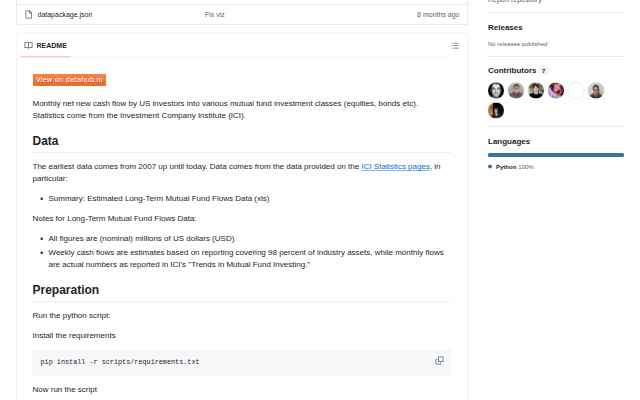 Report repository
datapackage.json
Fix viz
8 months ago
README
view on datahub.io
Monthly net new cash flow by US investors into various mutual fund investment classes (equities, bonds etc).
Statistics come from the Investment Company Institute (ICI).
Data
The earliest data comes from 2007 up until today. Data comes from the data provided on the ICI Statistics pages, in
particular:
• Summary: Estimated Long-Term Mutual Fund Flows Data (xls)
Notes for Long-Term Mutual Fund Flows Data:
• All figures are (nominal) millions of US dollars (USD)
• Weekly cash flows are estimates based on reporting covering 98 percent of industry assets, while monthly flows
are actual numbers as reported in ICI's "Trends in Mutual Fund Investing."
Preparation
Run the python script:
Install the requirements
pip install -r scripts/requirements.txt
Now run the script
Releases
No releases published
Contributors 7
Languages
Python 100%